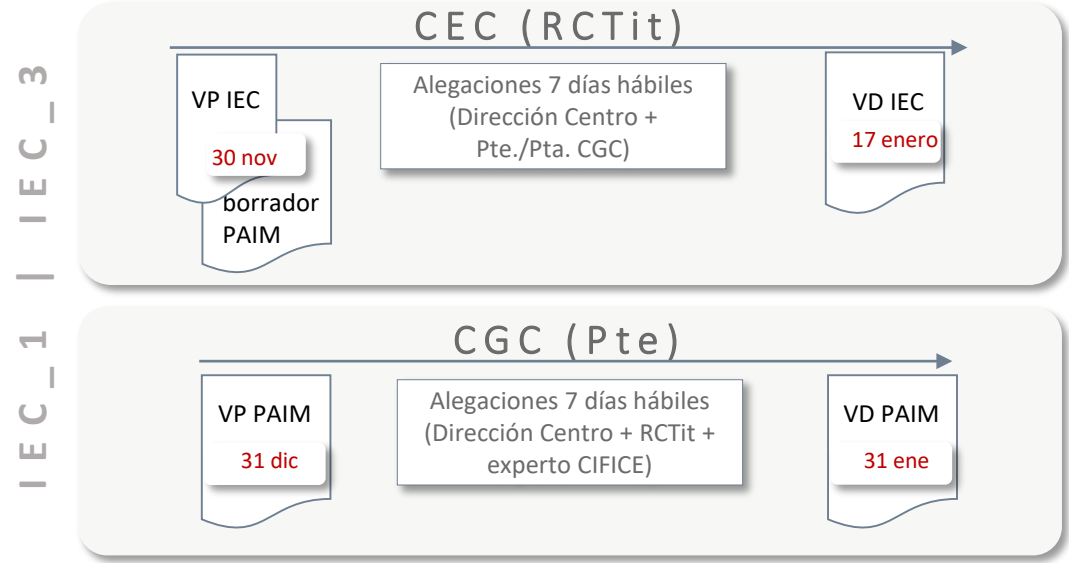 IEC_1 | IEC_3
CEC (RCTit)
VP IEC
30 nov
borrador
PAIM
Alegaciones 7 días hábiles
(Dirección Centro +
Pte./Pta. CGC)
VD IEC
17 enero
CGC (Pte)
VP PAIM
31 dic
Alegaciones 7 días hábiles
(Dirección Centro + RCTit +
experto CIFICE)
VD PAIM
31 ene